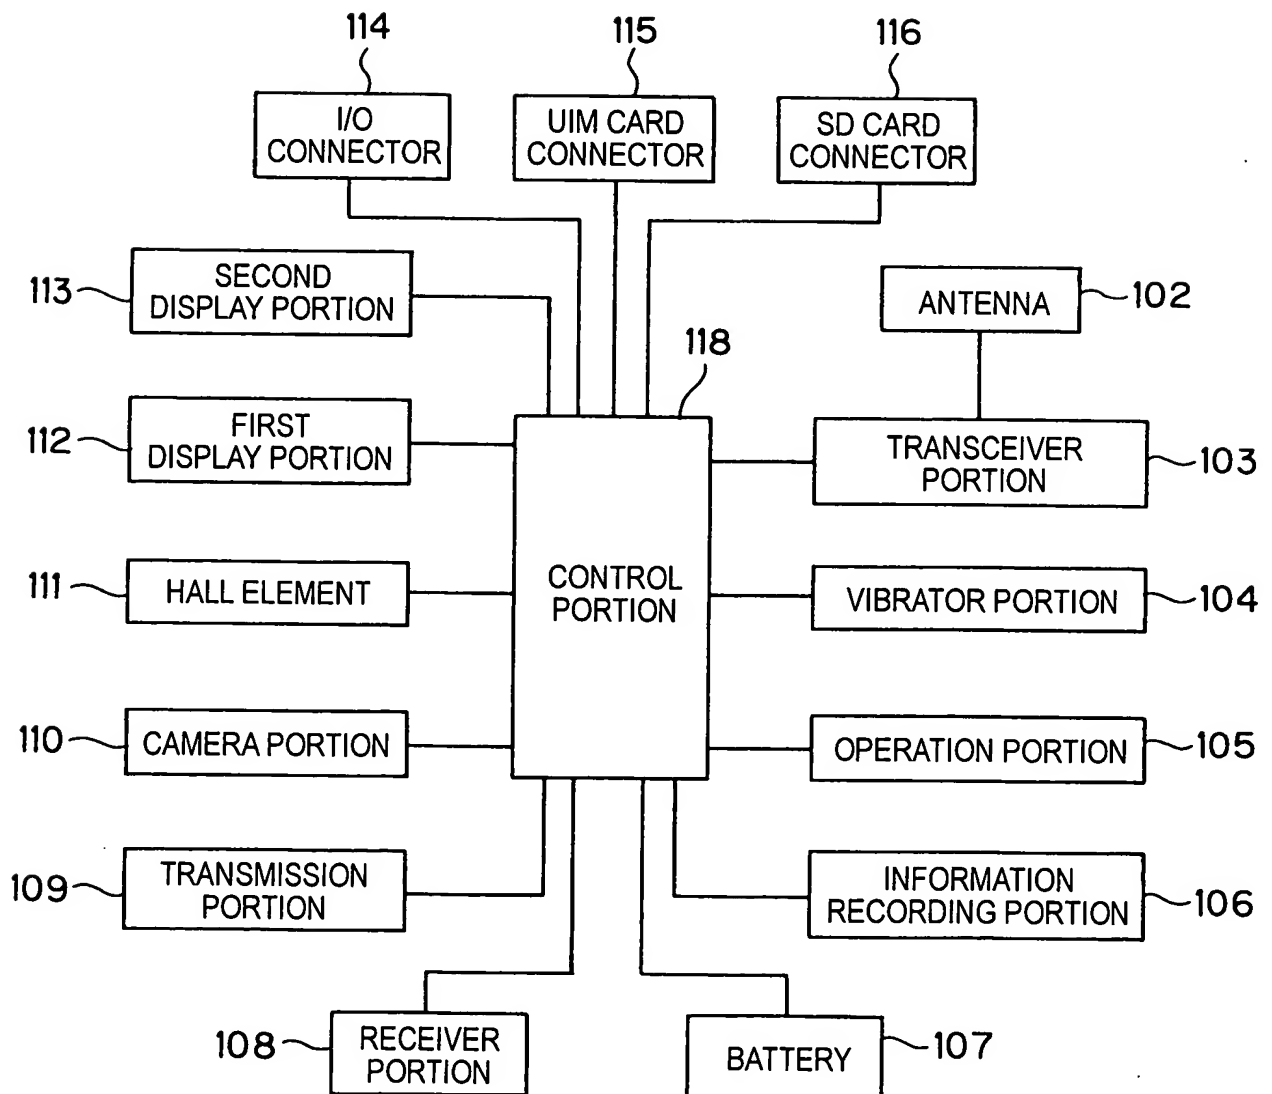 114
115
116
I/O
CONNECTOR
UIM CARD
CONNECTOR
SD CARD
CONNECTOR
113
SECOND
DISPLAY PORTION
ANTENNA
102
118
112
FIRST
DISPLAY PORTION
TRANSCEIVER
PORTION
103
111
HALL ELEMENT
CONTROL
PORTION
VIBRATOR PORTION
104
110
CAMERA PORTION
OPERATION PORTION
105
109
TRANSMISSION
PORTION
INFORMATION
RECORDING PORTION
106
108
RECEIVER
PORTION
BATTERY
107